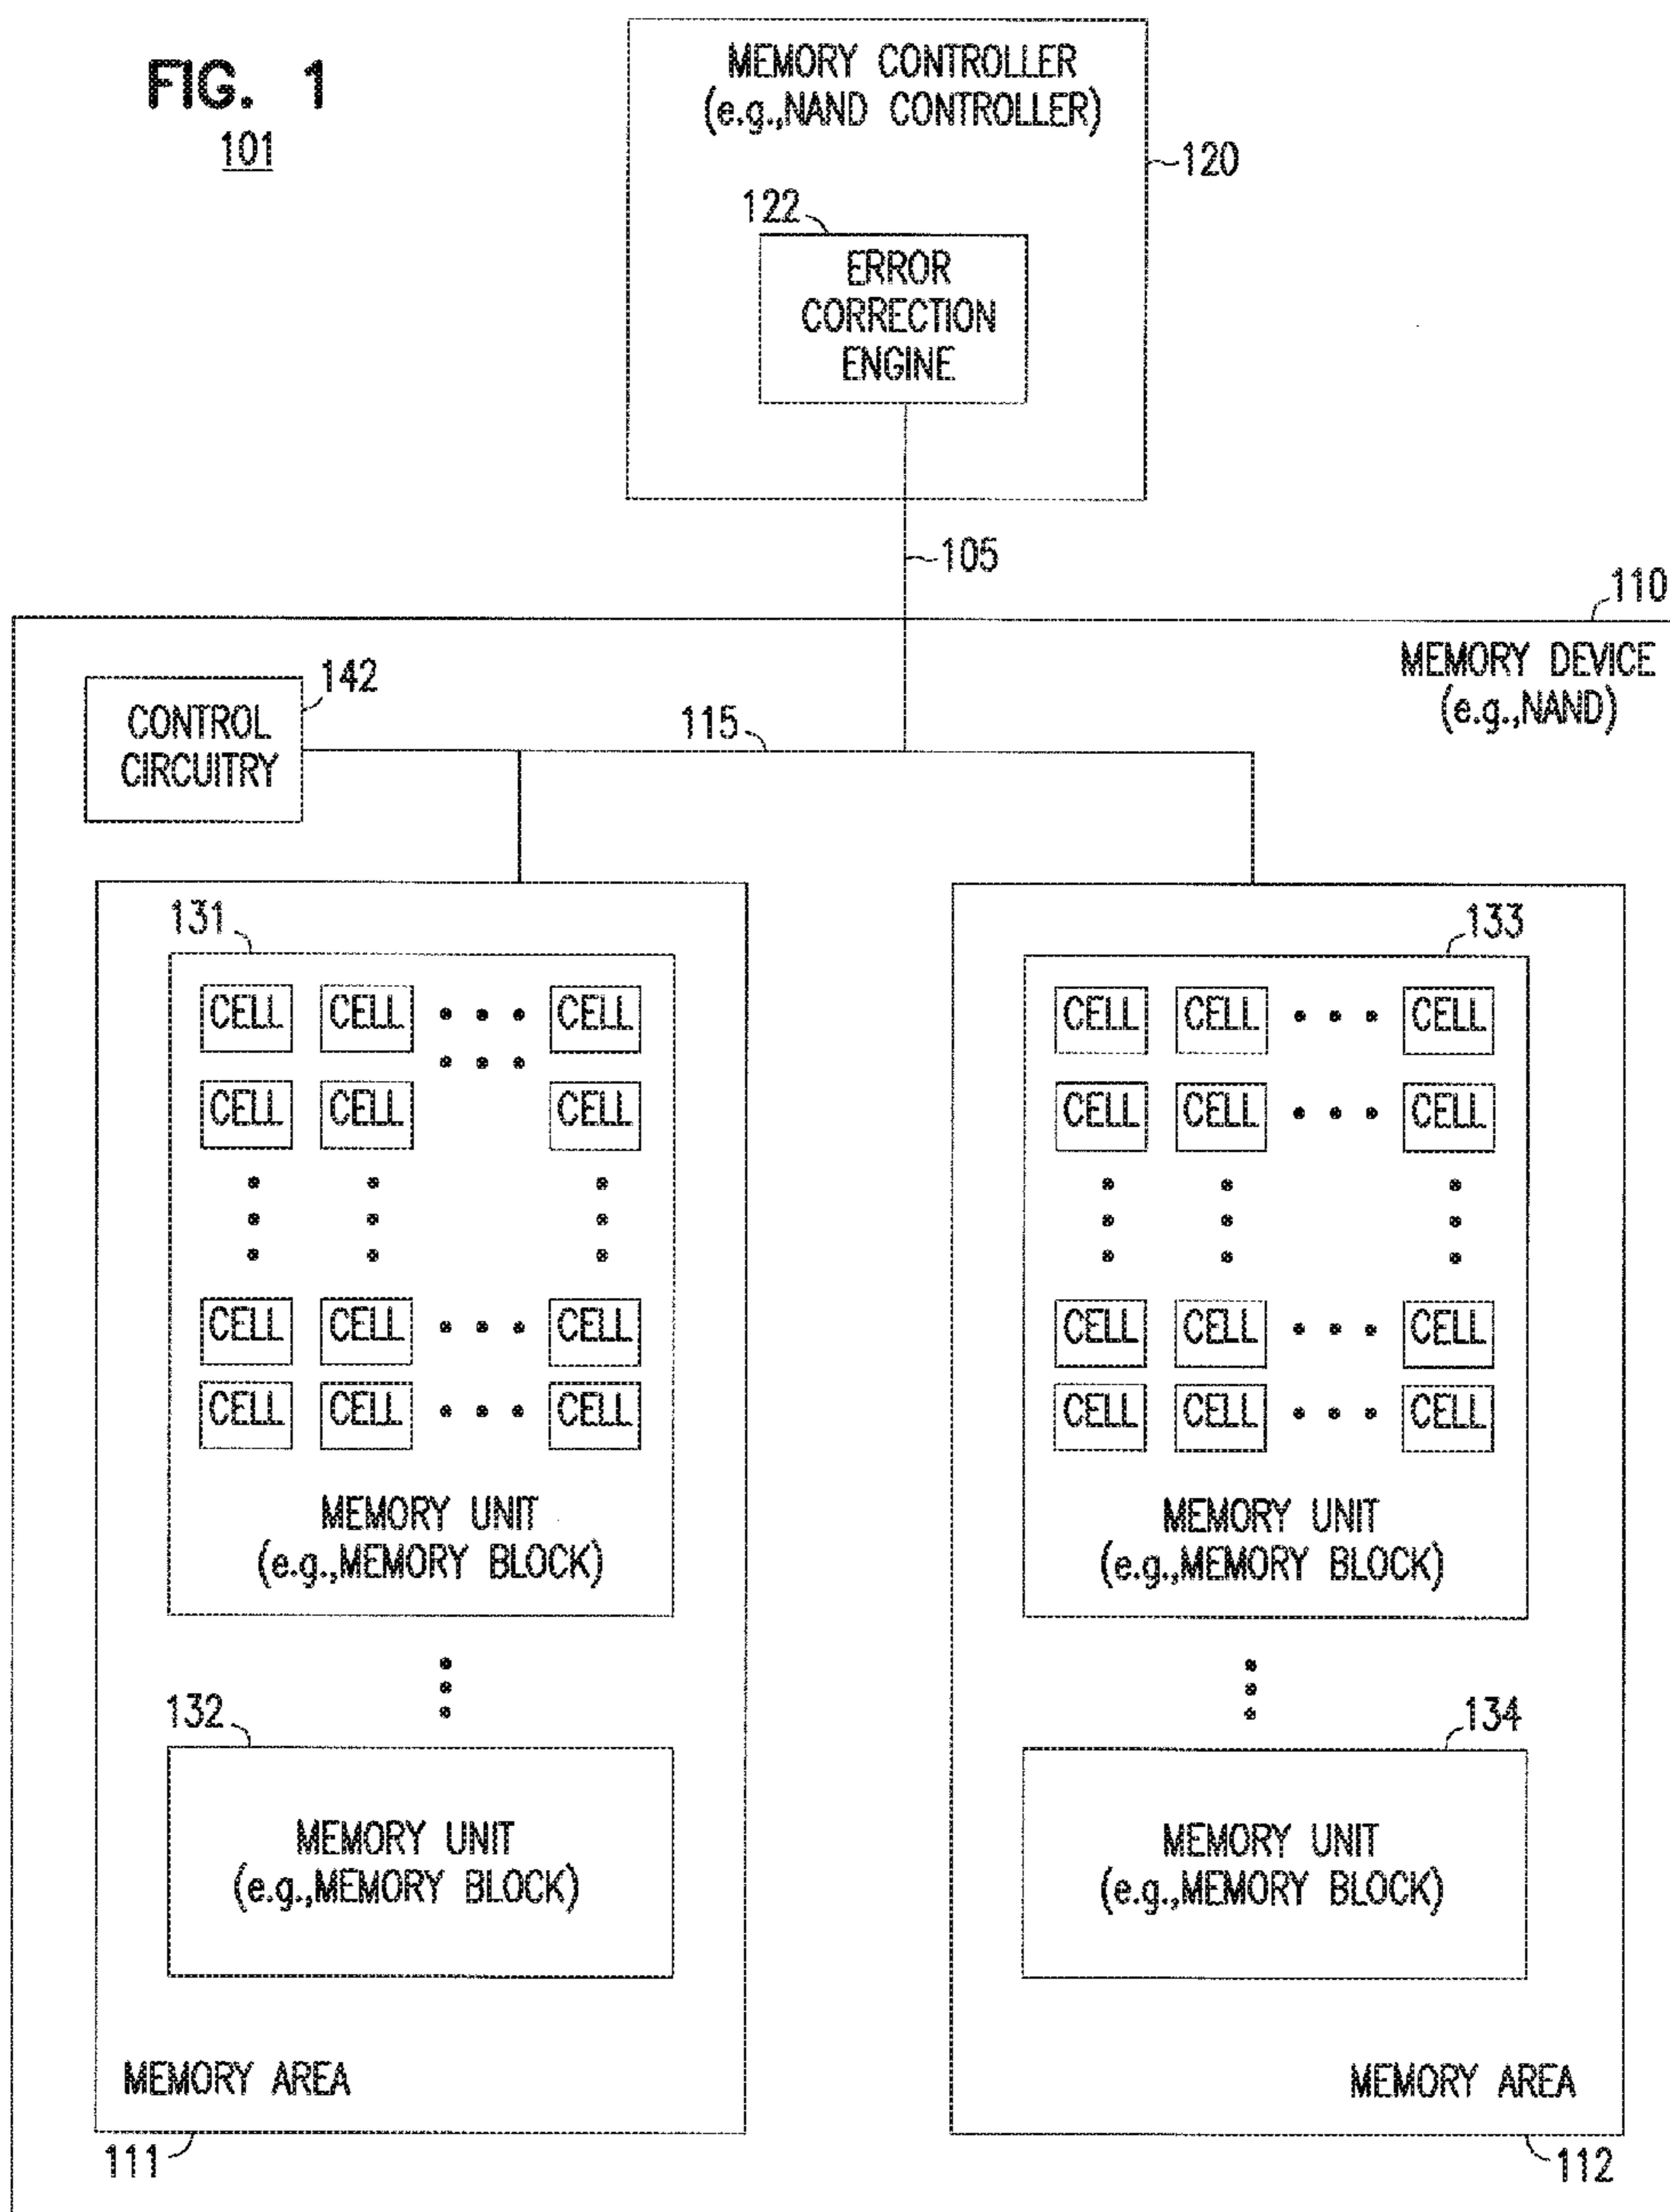 FIG. 1
101
MEMORY CONTROLLER
(e.g.,NAND CONTROLLER)
120
122
ERROR
CORRECTION
ENGINE
105
110
MEMORY DEVICE
(e.g.,NAND)
142
CONTROL
CIRCUITRY
115
131
CELL CELL • • • CELL
• • •
CELL CELL CELL
CELL CELL • • • CELL
CELL CELL • • • CELL
MEMORY UNIT
(e.g.,MEMORY BLOCK)
132
MEMORY UNIT
(e.g.,MEMORY BLOCK)
MEMORY AREA
111
133
CELL CELL • • • CELL
CELL CELL • • • CELL
CELL CELL • • • CELL
CELL CELL • • • CELL
MEMORY UNIT
(e.g.,MEMORY BLOCK)
134
MEMORY UNIT
(e.g.,MEMORY BLOCK)
MEMORY AREA
112